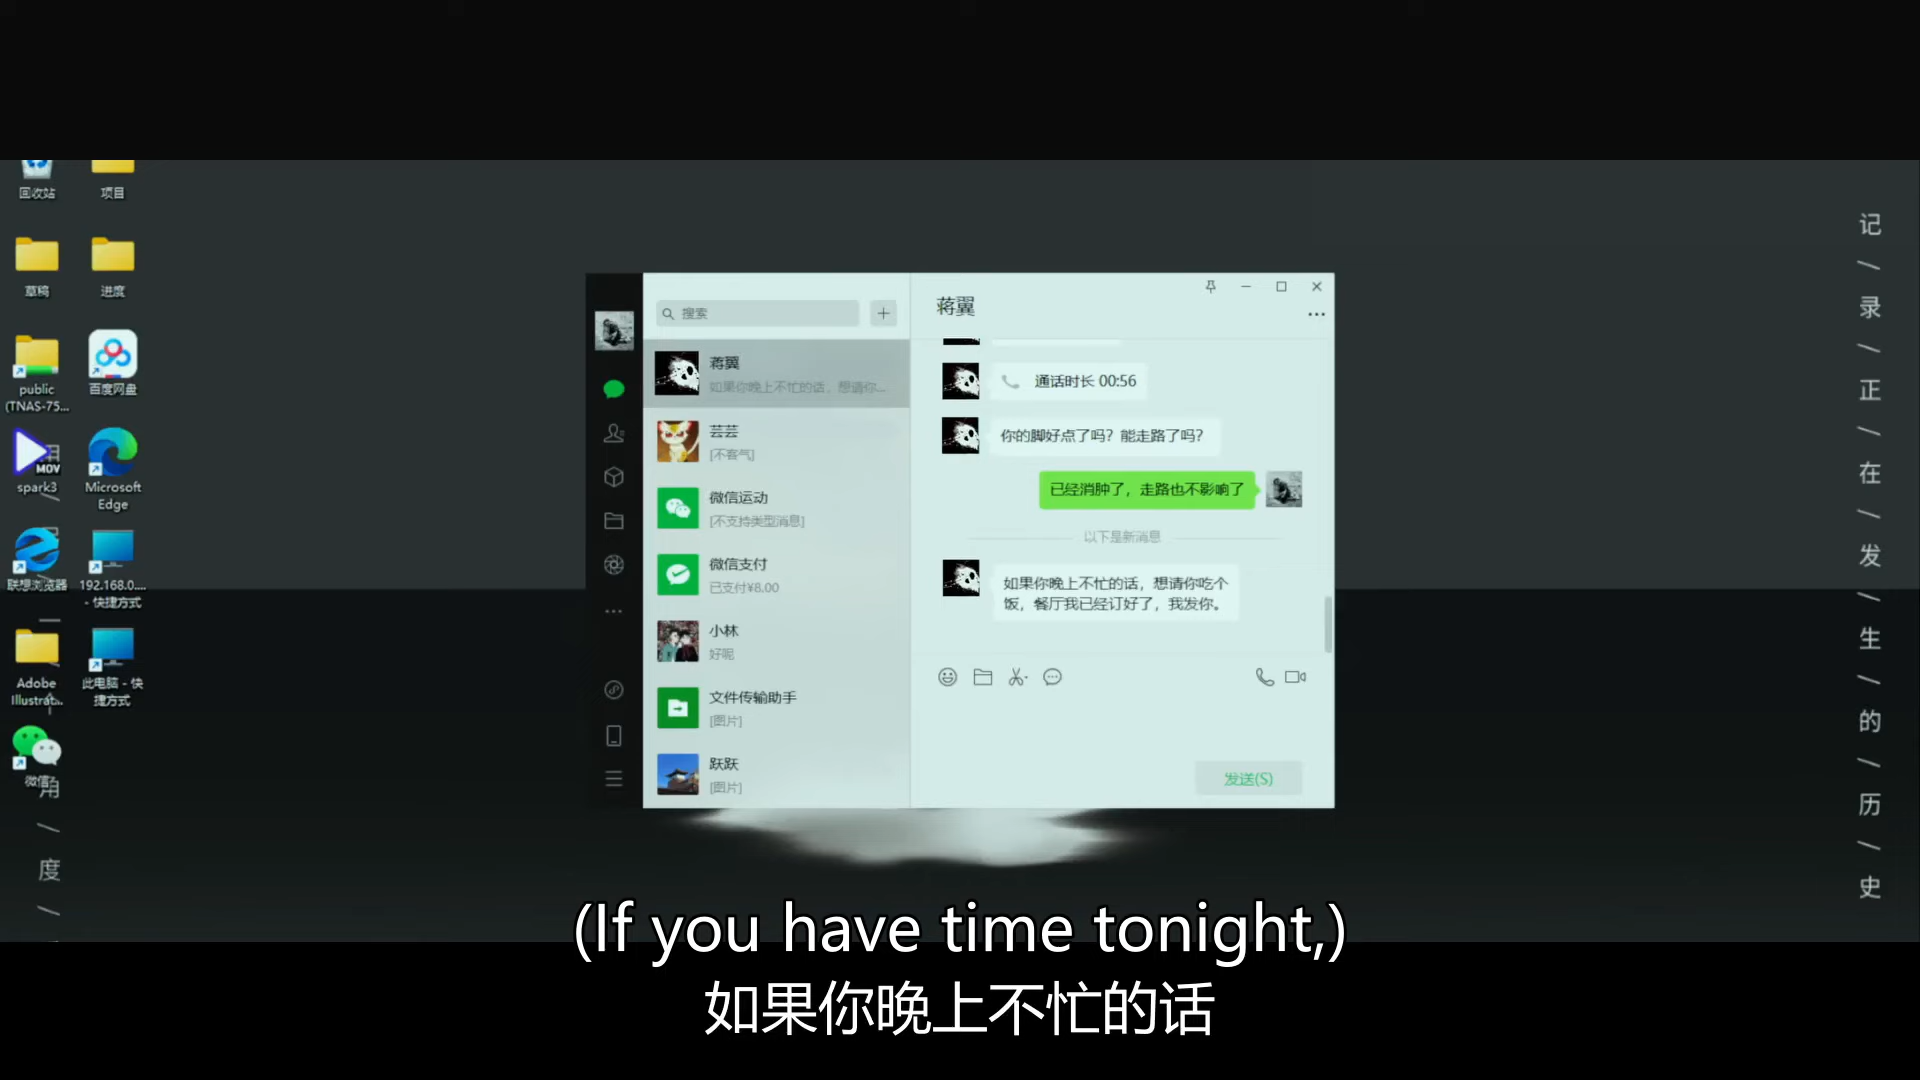 回收站
项目
草稿
进度
public
(TNAS-75...
百度网盘
MOV
spark3
Microsoft
Edge
联想浏览器
192.168.0....
- 快捷方式
Adobe
Illustrat...
此电脑 - 快
捷方式
微信
用
度
搜索
蒋翼
如果你晚上不忙的话，想请你...
芸芸
[不客气]
微信运动
[不支持类型消息]
微信支付
已支付¥8.00
小林
好呢
文件传输助手
[图片]
跃跃
[图片]
蒋翼
通话时长 00:56
你的脚好点了吗？能走路了吗？
已经消肿了，走路也不影响了
以下是新消息
如果你晚上不忙的话，想请你吃个
饭，餐厅我已经订好了，我发你。
发送(S)
记
录
正
在
发
生
的
历
史
(If you have time tonight,)
如果你晚上不忙的话